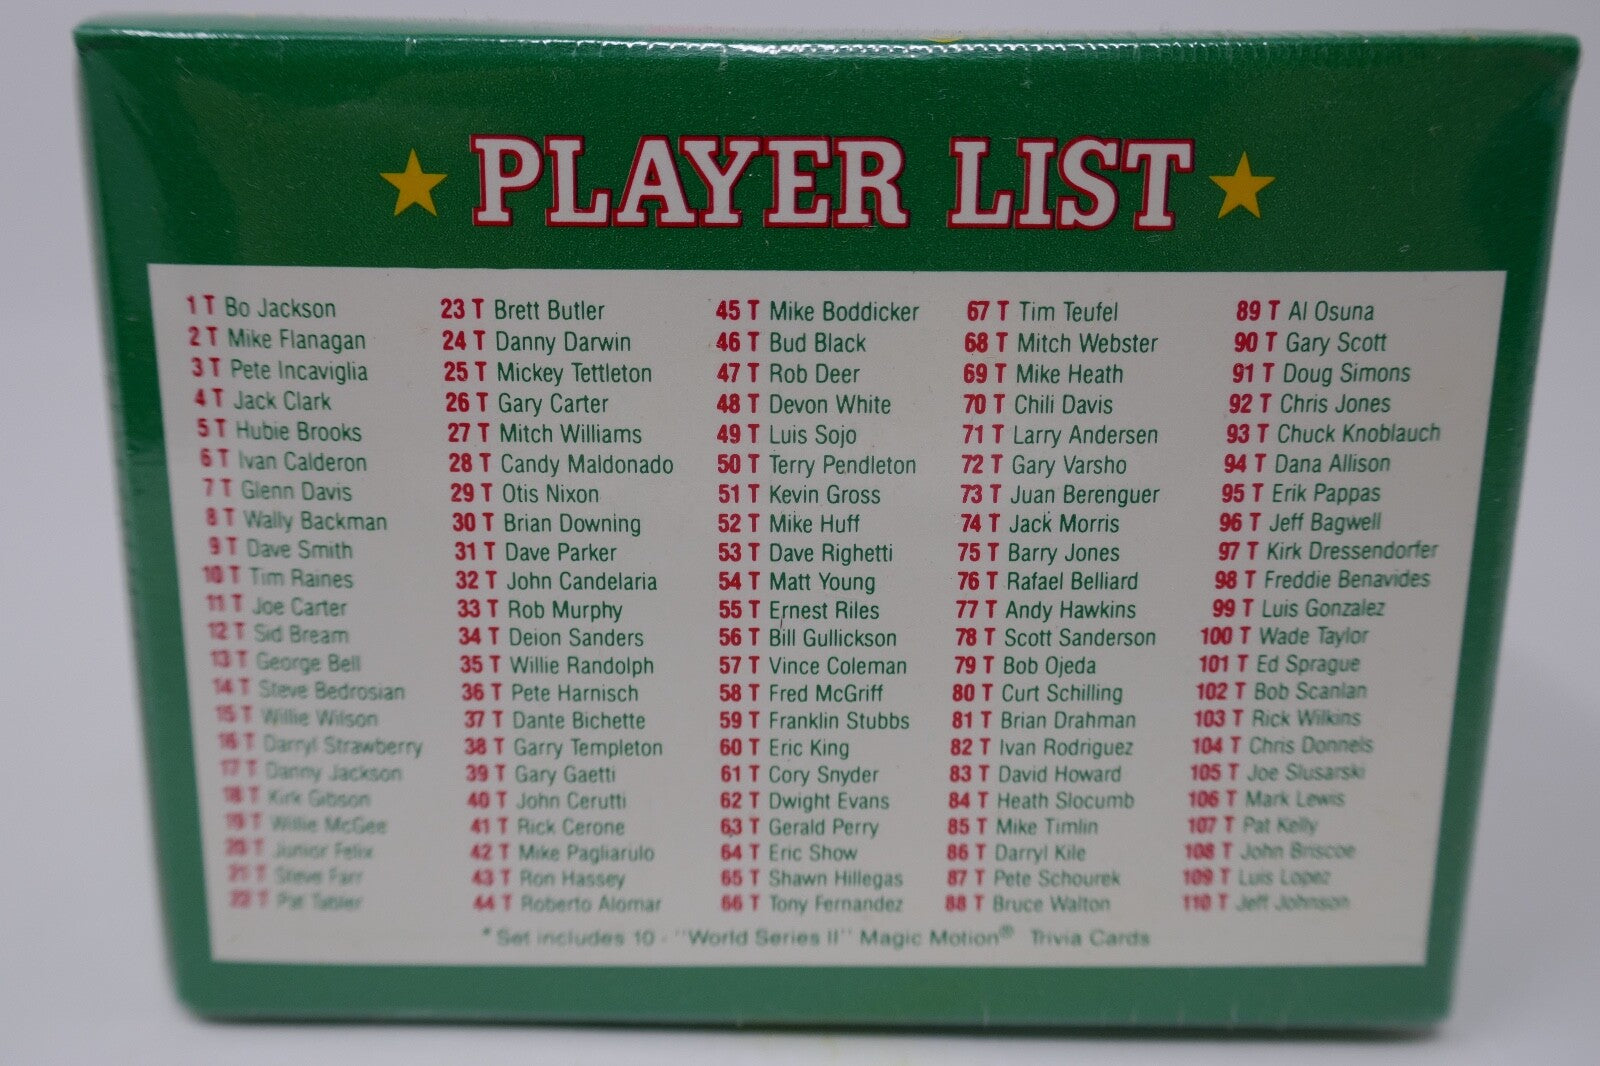 PLAYER LIST
1 T Bo Jackson
2 T Mike Flanagan
3 T Pete Incaviglia
4 T Jack Clark
5 T Hubie Brooks
6 T Ivan Calderon
7 T Glenn Davis
8 T Wally Backman
9 T Dave Smith
10 T Tim Raines
11 T Joe Carter
12 T Sid Bream
13 T George Bell
14 T Steve Bedrosian
15 T Willie Wilson
16 T Darryl Strawberry
17 T Danny Jackson
18 T Kirk Gibson
19 T Willie McGee
20 T Junior Felix
21 T Steve Farr
22 T Pat Tabler
23 T Brett Butler
24 T Danny Darwin
25 T Mickey Tettleton
26 T Gary Carter
27 T Mitch Williams
28 T Candy Maldonado
29 T Otis Nixon
30 T Brian Downing
31 T Dave Parker
32 T John Candelaria
33 T Rob Murphy
34 T Deion Sanders
35 T Willie Randolph
36 T Pete Harnisch
37 T Dante Bichette
38 T Garry Templeton
39 T Gary Gaetti
40 T John Cerutti
41 T Rick Cerone
42 T Mike Pagliarulo
43 T Ron Hassey
44 T Roberto Alomar
45 T Mike Boddicker
46 T Bud Black
47 T Rob Deer
48 T Devon White
49 T Luis Sojo
50 T Terry Pendleton
51 T Kevin Gross
52 T Mike Huff
53 T Dave Righetti
54 T Matt Young
55 T Ernest Riles
56 T Bill Gullickson
57 T Vince Coleman
58 T Fred McGriff
59 T Franklin Stubbs
60 T Eric King
61 T Cory Snyder
62 T Dwight Evans
63 T Gerald Perry
64 T Eric Show
65 T Shawn Hillegas
66 T Tony Fernandez
67 T Tim Teufel
68 T Mitch Webster
69 T Mike Heath
70 T Chili Davis
71 T Larry Andersen
72 T Gary Varsho
73 T Juan Berenguer
74 T Jack Morris
75 T Barry Jones
76 T Rafael Belliard
77 T Andy Hawkins
78 T Scott Sanderson
79 T Bob Ojeda
80 T Curt Schilling
81 T Brian Drahman
82 T Ivan Rodriguez
83 T David Howard
84 T Heath Slocumb
85 T Mike Timlin
86 T Darryl Kile
87 T Pete Schourek
88 T Bruce Walton
89 T Al Osuna
90 T Gary Scott
91 T Doug Simons
92 T Chris Jones
93 T Chuck Knoblauch
94 T Dana Allison
95 T Erik Pappas
96 T Jeff Bagwell
97 T Kirk Dressendorfer
98 T Freddie Benavides
99 T Luis Gonzalez
100 T Wade Taylor
101 T Ed Sprague
102 T Bob Scanlan
103 T Rick Wilkins
104 T Chris Donnels
105 T Joe Slusarski
106 T Mark Lewis
107 T Pat Kelly
108 T John Briscoe
109 T Luis Lopez
110 T Jeff Johnson
*Set includes 10 - "World Series II" Magic Motion® Trivia Cards